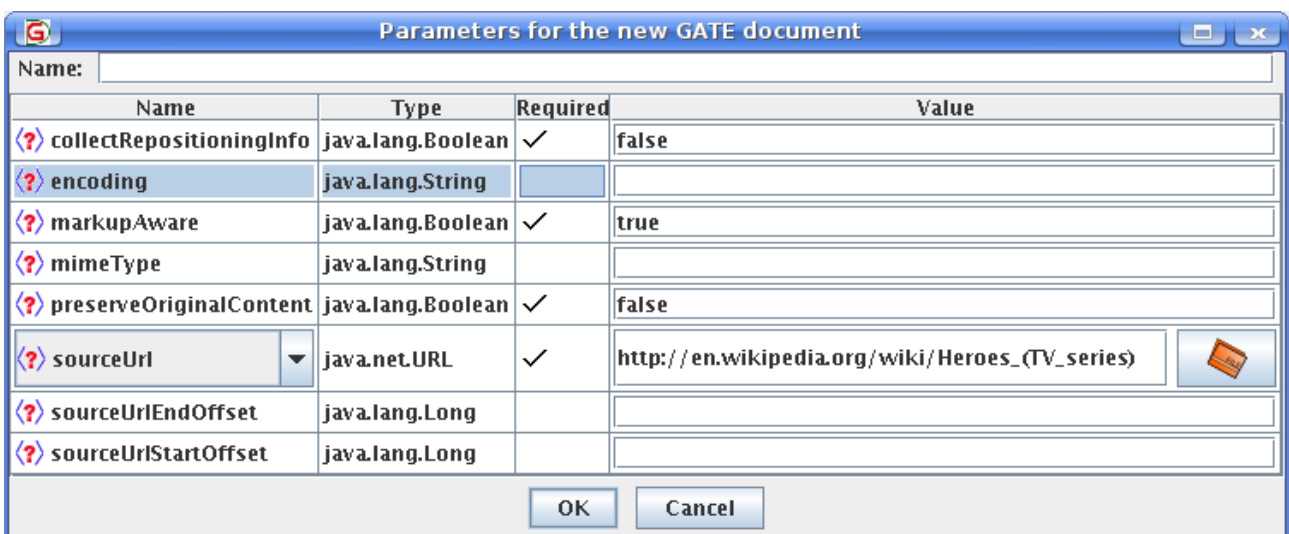 Parameters for the new GATE document
Name:
Name Type Required Value
<?> collectRepositioningInfo java.lang.Boolean ✓ false
<?> encoding java.lang.String
<?> markupAware java.lang.Boolean ✓ true
<?> mimeType java.lang.String
<?> preserveOriginalContent java.lang.Boolean ✓ false
<?> sourceUrl java.net.URL ✓ http://en.wikipedia.org/wiki/Heroes_(TV_series)
<?> sourceUrlEndOffset java.lang.Long
<?> sourceUrlStartOffset java.lang.Long
OK Cancel